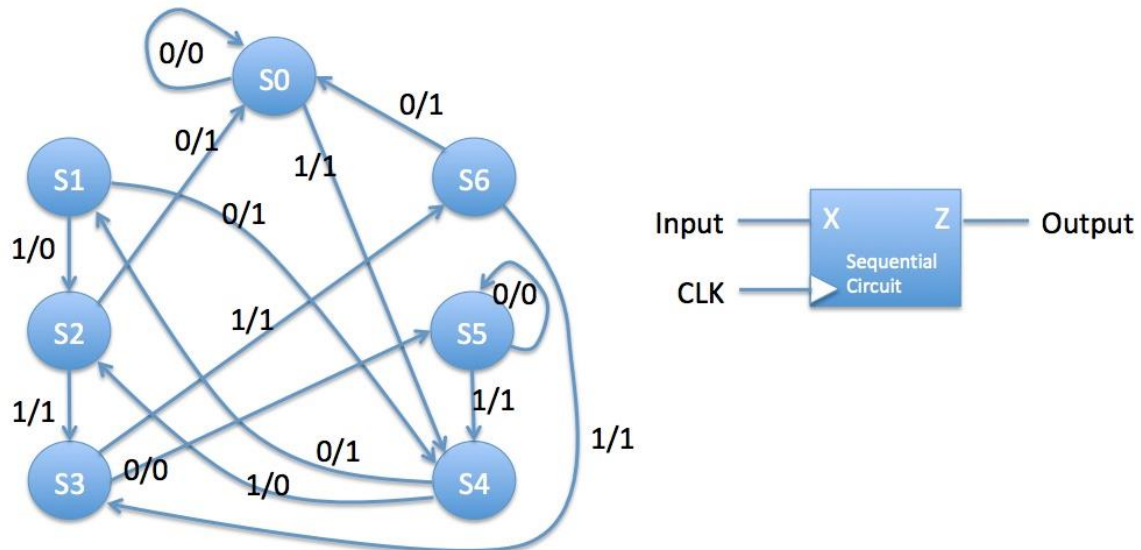 0/0
S0
0/1
0/1
S1
1/1
S6
0/1
1/0
Input
X
Z
Output
Sequential
Circuit
CLK
S2
1/1
S5
0/0
1/1
1/1
1/1
S3
0/0
0/1
1/0
S4